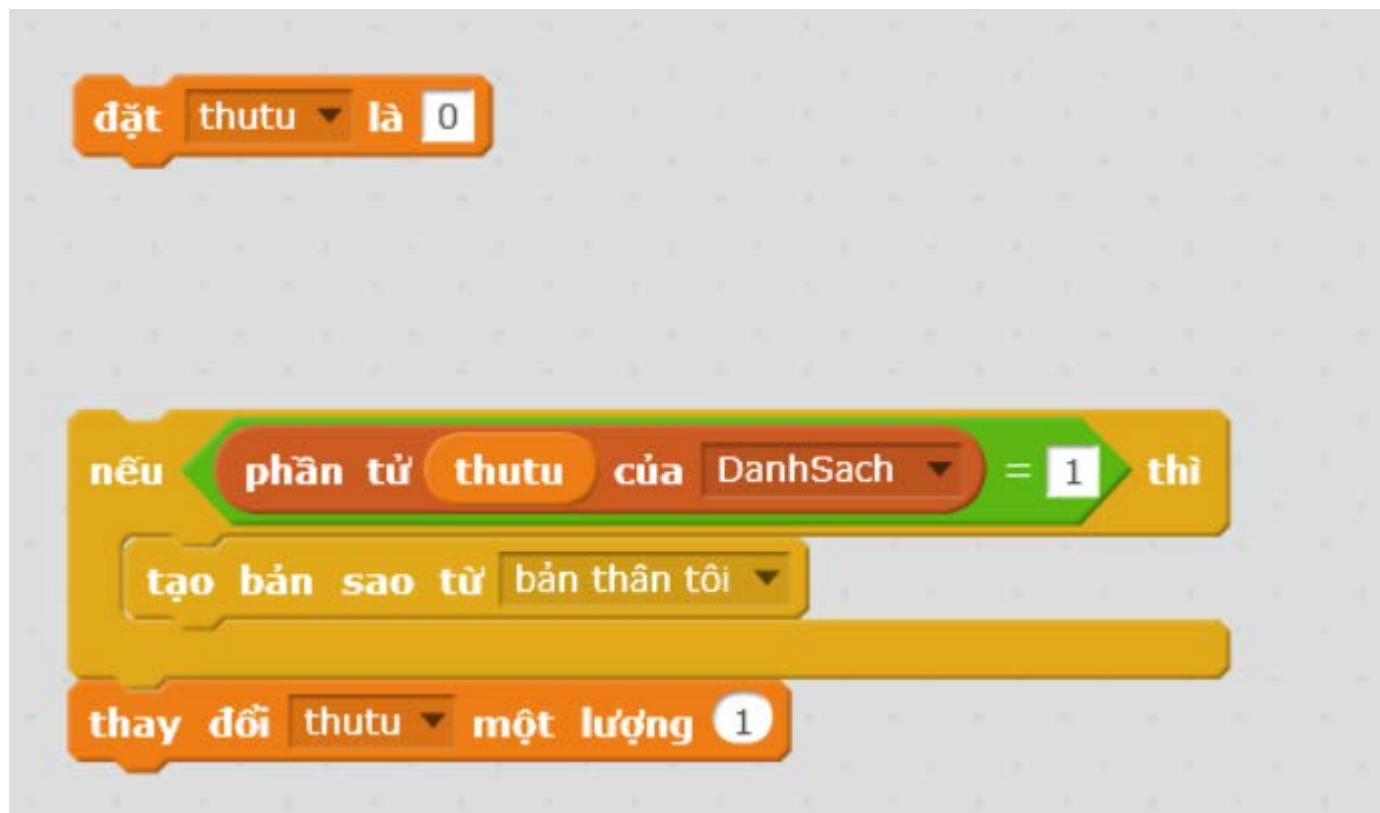 đặt thutu là 0
nếu phần tử thutu của DanhSach = 1 thì
tạo bản sao từ bản thân tôi
thay đổi thutu một lượng 1